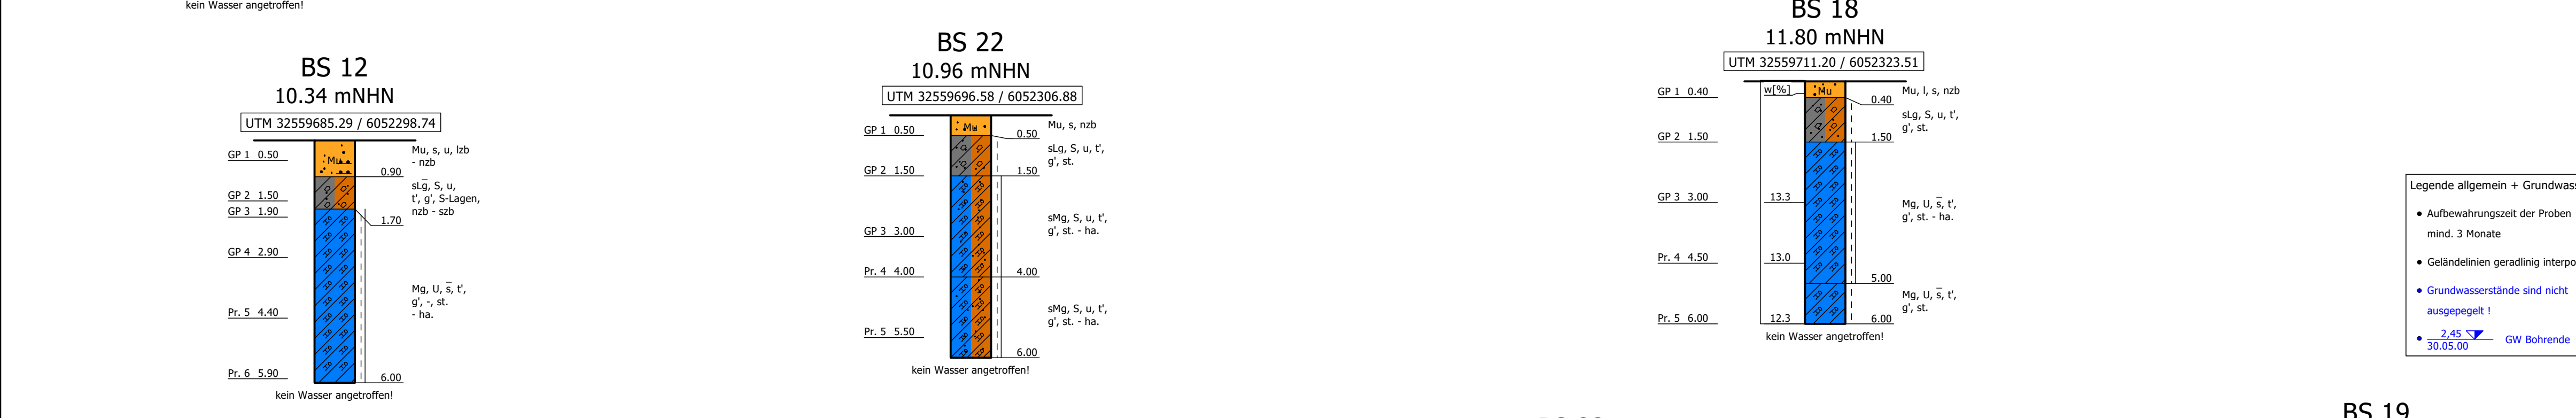 kein Wasser angetroffen!
BS 12
10.34 mNHN
UTM 32559685.29 / 6052298.74
GP 1 0.50
GP 2 1.50
GP 3 1.90
GP 4 2.90
Pr. 5 4.40
Pr. 6 5.90
Mu
0.90
1.70
6.00
Mu, s, u, lzb
- nzb
sLg̅, S, u,
t', g', S-Lagen,
nzb - szb
Mg, U, s̅, t',
g', -, st.
- ha.
kein Wasser angetroffen!
BS 22
10.96 mNHN
UTM 32559696.58 / 6052306.88
GP 1 0.50
GP 2 1.50
GP 3 3.00
Pr. 4 4.00
Pr. 5 5.50
Mu
0.50
1.50
4.00
6.00
Mu, s, nzb
sLg, S, u, t',
g', st.
sMg, S, u, t',
g', st. - ha.
sMg, S, u, t',
g', st. - ha.
kein Wasser angetroffen!
BS 18
11.80 mNHN
UTM 32559711.20 / 6052323.51
GP 1 0.40
GP 2 1.50
GP 3 3.00
Pr. 4 4.50
Pr. 5 6.00
w[%]
13.3
13.0
12.3
Mu
0.40
1.50
5.00
6.00
Mu, l, s, nzb
sLg, S, u, t',
g', st.
Mg, U, s̅, t',
g', st. - ha.
Mg, U, s̅, t',
g', st.
kein Wasser angetroffen!
Legende allgemein + Grundwass
• Aufbewahrungszeit der Proben
mind. 3 Monate
• Geländelinien geradlinig interpo
• Grundwasserstände sind nicht
ausgepegelt !
• 2,45
30.05.00
GW Bohrende
BS 19